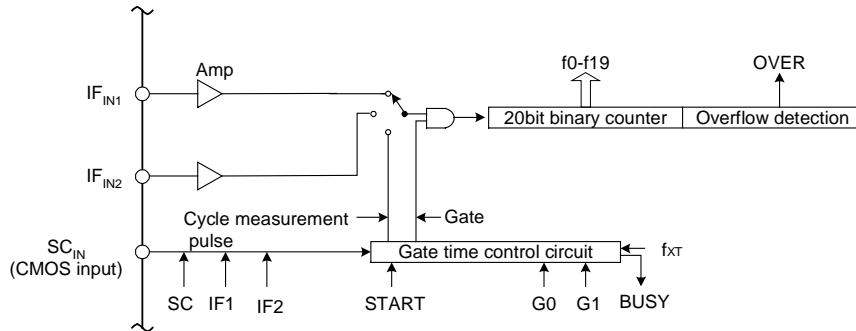 f0-f19
OVER
Amp
IF_IN1
20bit binary counter
Overflow detection
IF_IN2
Cycle measurement
pulse
Gate
SC_IN
(CMOS input)
Gate time control circuit
f_XT
SC
IF1
IF2
START
G0
G1
BUSY